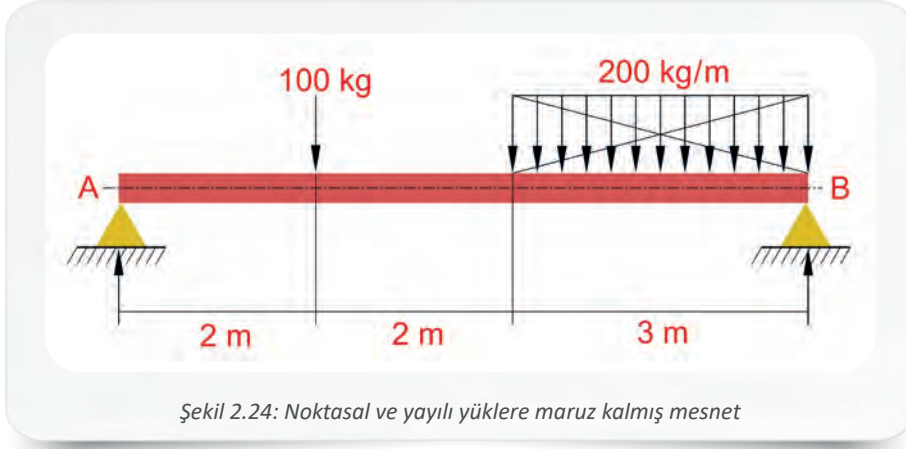 100 kg
200 kg/m
A
B
2 m
2 m
3 m
Şekil 2.24: Noktasal ve yayılı yüklere maruz kalmış mesnet